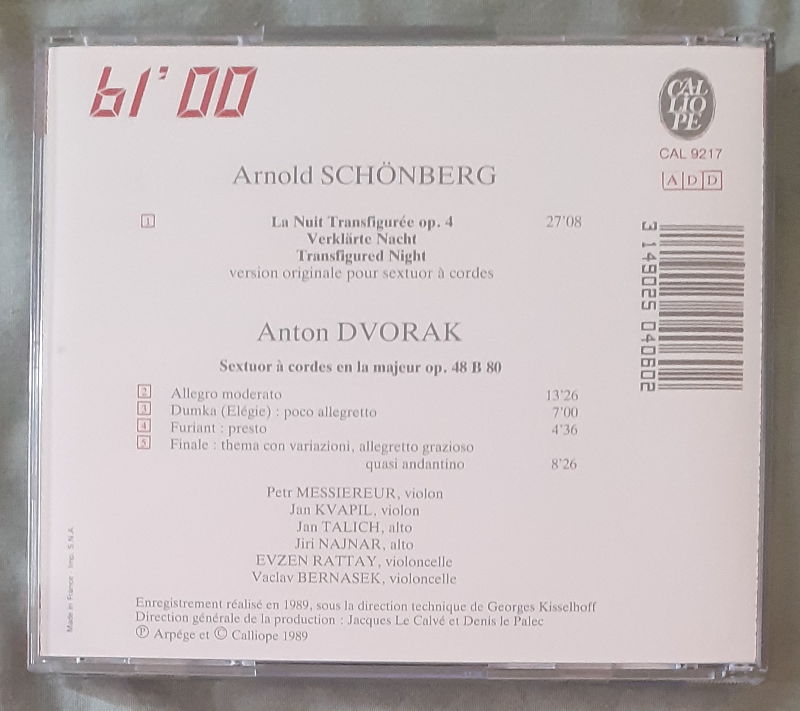 61'00
CAL
LIO
PE
CAL 9217
A D D
Arnold SCHÖNBERG
1 La Nuit Transfigurée op. 4 27'08
Verklärte Nacht
Transfigured Night
version originale pour sextuor à cordes
3 149025 040602
Anton DVORAK
Sextuor à cordes en la majeur op. 48 B 80
2 Allegro moderato 13'26
3 Dumka (Elégie) : poco allegretto 7'00
4 Furiant : presto 4'36
5 Finale : thema con variazioni, allegretto grazioso
quasi andantino 8'26
Petr MESSIEREUR, violon
Jan KVAPIL, violon
Jan TALICH, alto
Jiri NAJNAR, alto
EVZEN RATTAY, violoncelle
Vaclav BERNASEK, violoncelle
Enregistrement réalisé en 1989, sous la direction technique de Georges Kisselhoff
Direction générale de la production : Jacques Le Calvé et Denis le Palec
℗ Arpége et © Calliope 1989
Made in France - Imp. S.N.A.